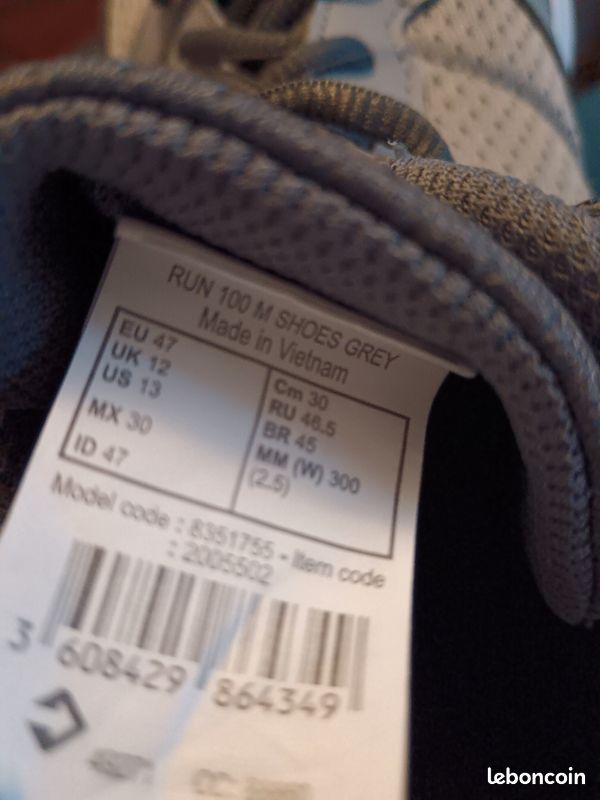 RUN 100 M SHOES GREY
Made in Vietnam
EU 47
UK 12
US 13
MX 30
ID 47
Cm 30
RU 46.5
BR 45
MM (W) 300
(2.5)
Model code : 8351755 - Item code
: 2005502
3 608429 864349
CC:
leboncoin